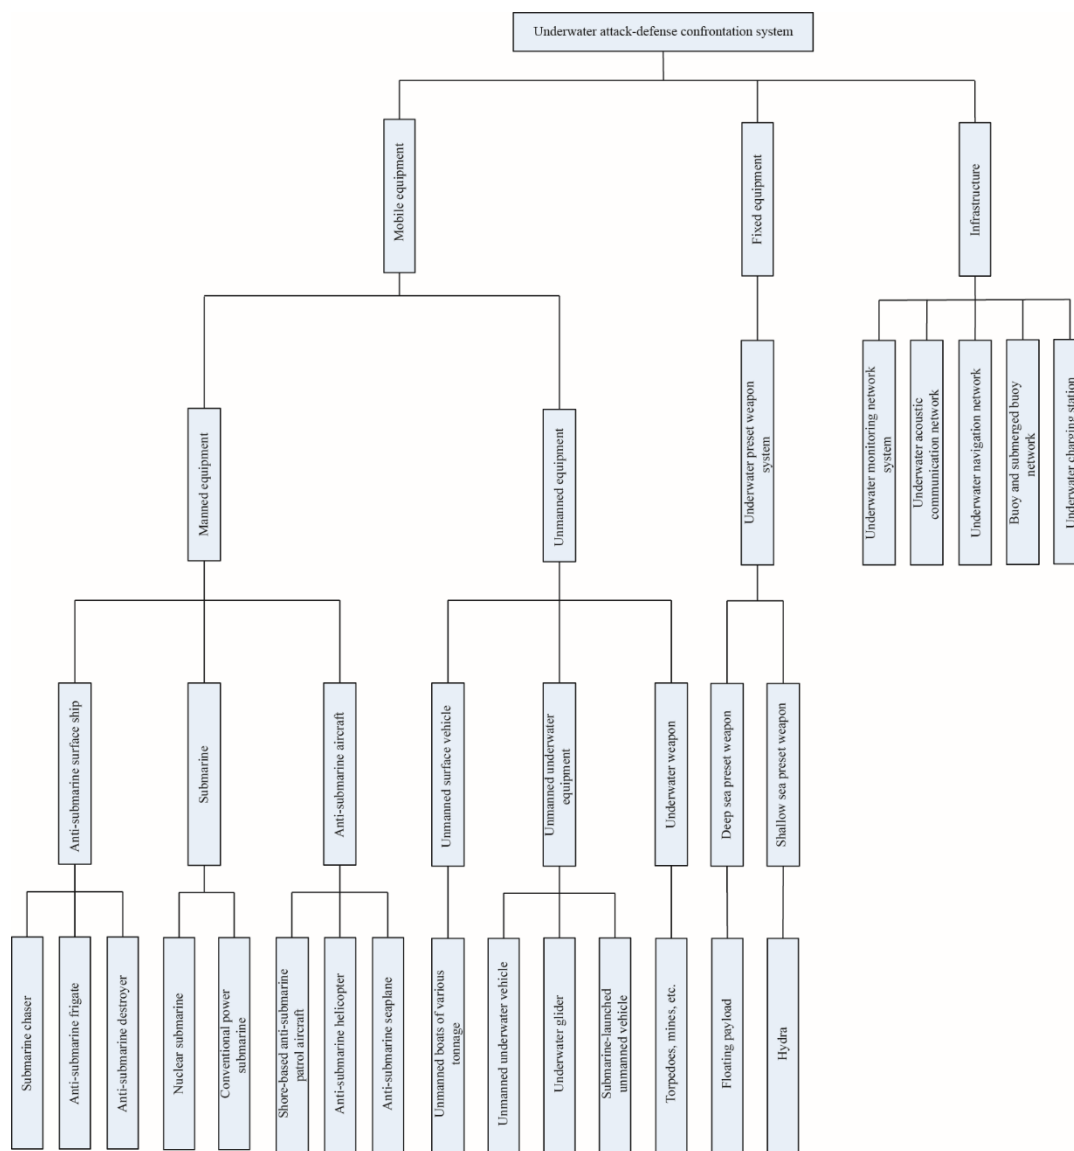 Underwater attack-defense confrontation system
Mobile equipment
Fixed equipment
Infrastructure
Manned equipment
Unmanned equipment
Underwater preset weapon
system
Underwater monitoring network
system
Underwater acoustic
communication network
Underwater navigation network
Buoy and submerged buoy
network
Underwater charging station
Anti-submarine surface ship
Submarine
Anti-submarine aircraft
Unmanned surface vehicle
Unmanned underwater
equipment
Underwater weapon
Deep sea preset weapon
Shallow sea preset weapon
Submarine chaser
Anti-submarine frigate
Anti-submarine destroyer
Nuclear submarine
Conventional power
submarine
Shore-based anti-submarine
patrol aircraft
Anti-submarine helicopter
Anti-submarine seaplane
Unmanned boats of various
tonnage
Unmanned underwater vehicle
Underwater glider
Submarine-launched
unmanned vehicle
Torpedoes, mines, etc.
Floating payload
Hydra